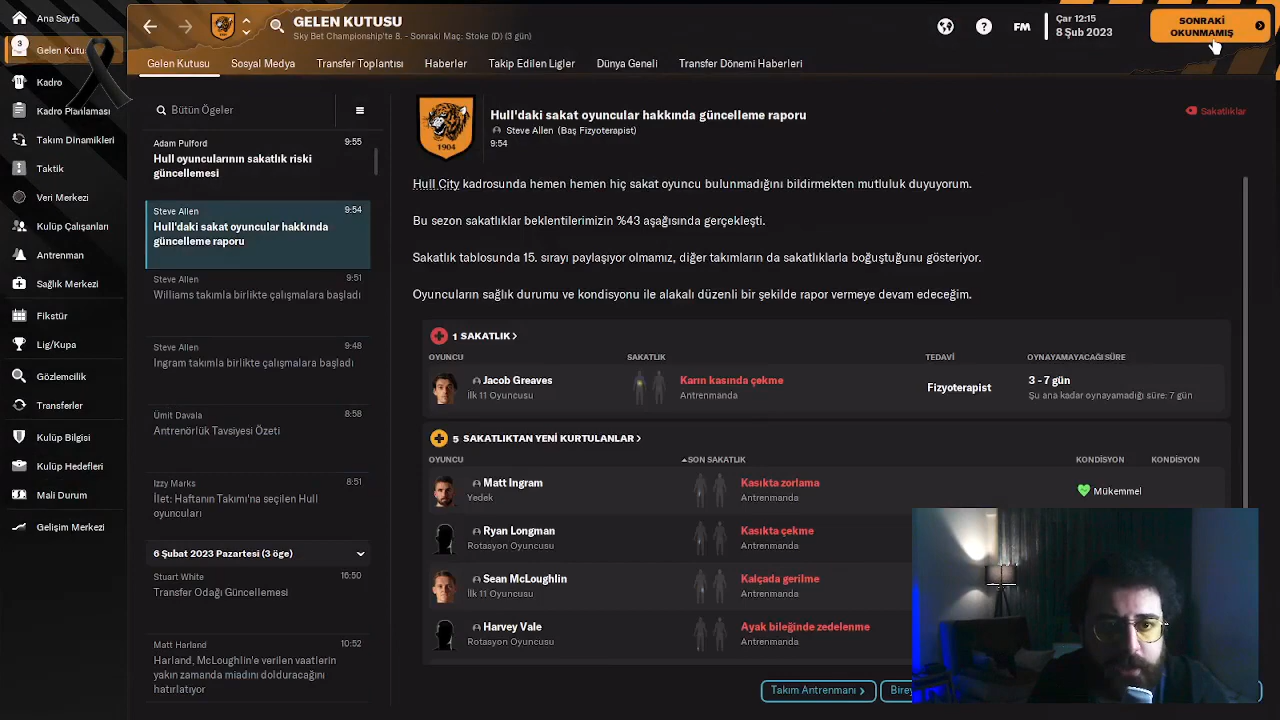 Ana Sayfa
3
Gelen Kutusu
Kadro
Kadro Planlaması
Takım Dinamikleri
Taktik
Veri Merkezi
Kulüp Çalışanları
Antrenman
Sağlık Merkezi
Fikstür
Lig/Kupa
Gözlemcilik
Transferler
Kulüp Bilgisi
Kulüp Hedefleri
Mali Durum
Gelişim Merkezi
GELEN KUTUSU
Sky Bet Championship'te 8. - Sonraki Maç: Stoke (D) (3 gün)
FM
Çar 12:15
8 Şub 2023
SONRAKİ
OKUNMAMIŞ
Gelen Kutusu
Sosyal Medya
Transfer Toplantısı
Haberler
Takip Edilen Ligler
Dünya Geneli
Transfer Dönemi Haberleri
Bütün Ögeler
Adam Pulford
9:55
Hull oyuncularının sakatlık riski
güncellemesi
Steve Allen
9:54
Hull'daki sakat oyuncular hakkında
güncelleme raporu
Steve Allen
9:51
Williams takımla birlikte çalışmalara başladı
Steve Allen
9:48
Ingram takımla birlikte çalışmalara başladı
Ümit Davala
8:58
Antrenörlük Tavsiyesi Özeti
Izzy Marks
8:51
İlet: Haftanın Takımı'na seçilen Hull
oyuncuları
6 Şubat 2023 Pazartesi (3 öge)
Stuart White
16:50
Transfer Odağı Güncellemesi
Matt Harland
10:52
Harland, McLoughlin'e verilen vaatlerin
yakın zamanda miadını dolduracağını
hatırlatıyor
1904
Hull'daki sakat oyuncular hakkında güncelleme raporu
Steve Allen (Baş Fizyoterapist)
9:54
Sakatlıklar
Hull City kadrosunda hemen hemen hiç sakat oyuncu bulunmadığını bildirmekten mutluluk duyuyorum.
Bu sezon sakatlıklar beklentilerimizin %43 aşağısında gerçekleşti.
Sakatlık tablosunda 15. sırayı paylaşıyor olmamız, diğer takımların da sakatlıklarla boğuştuğunu gösteriyor.
Oyuncuların sağlık durumu ve kondisyonu ile alakalı düzenli bir şekilde rapor vermeye devam edeceğim.
1 SAKATLIK
OYUNCU
SAKATLIK
TEDAVİ
OYNAYAMAYACAĞI SÜRE
Jacob Greaves
İlk 11 Oyuncusu
Karın kasında çekme
Antrenmanda
Fizyoterapist
3 - 7 gün
Şu ana kadar oynayamadığı süre: 7 gün
5 SAKATLIKTAN YENİ KURTULANLAR
OYUNCU
SON SAKATLIK
KONDİSYON
KONDİSYON
Matt Ingram
Yedek
Kasıkta zorlama
Antrenmanda
Mükemmel
Ryan Longman
Rotasyon Oyuncusu
Kasıkta çekme
Antrenmanda
Sean McLoughlin
İlk 11 Oyuncusu
Kalçada gerilme
Antrenmanda
Harvey Vale
Rotasyon Oyuncusu
Ayak bileğinde zedelenme
Antrenmanda
Takım Antrenmanı